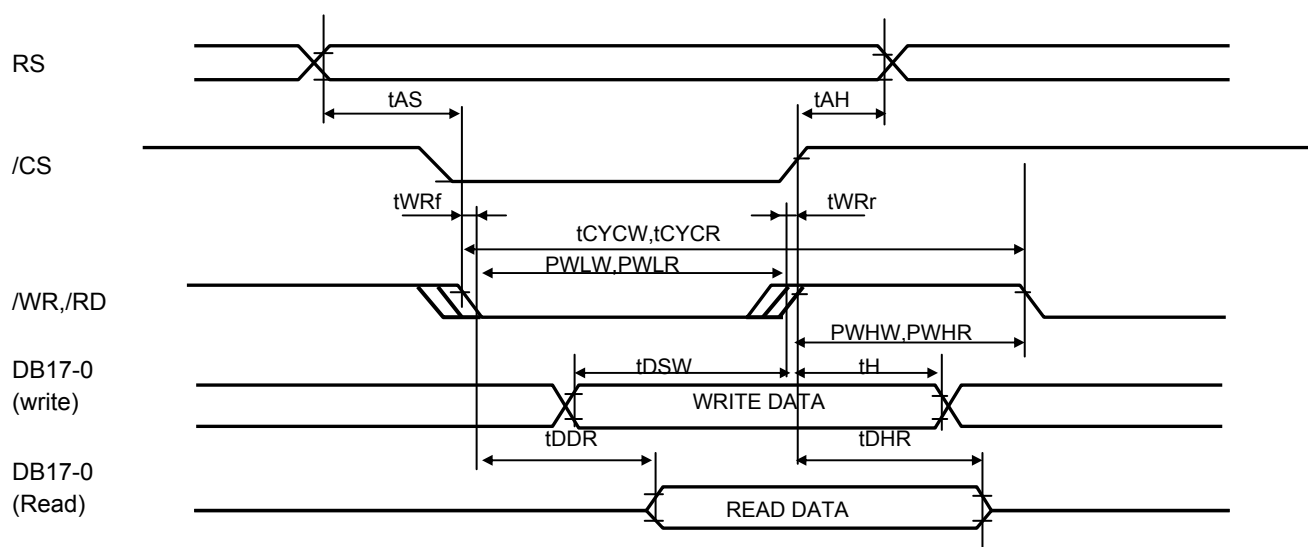 RS
tAS
tAH
/CS
tWRf
tWRr
tCYCW,tCYCR
PWLW,PWLR
/WR,/RD
PWHW,PWHR
DB17-0
(write)
tDSW
tH
WRITE DATA
tDDR
tDHR
DB17-0
(Read)
READ DATA